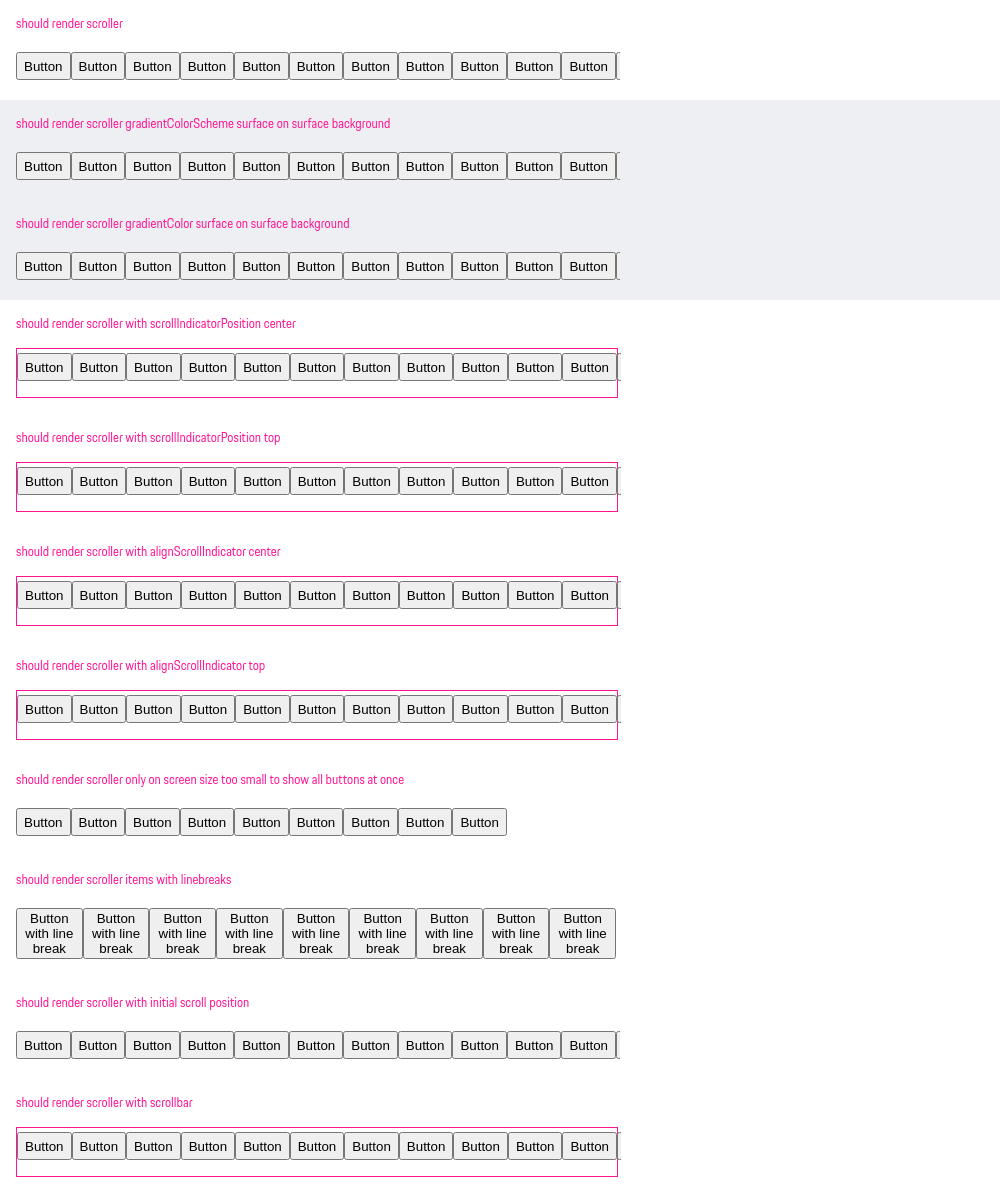 should render scroller
Button Button Button Button Button Button Button Button Button Button Button
should render scroller gradientColorScheme surface on surface background
Button Button Button Button Button Button Button Button Button Button Button
should render scroller gradientColor surface on surface background
Button Button Button Button Button Button Button Button Button Button Button
should render scroller with scrollIndicatorPosition center
Button Button Button Button Button Button Button Button Button Button Button
should render scroller with scrollIndicatorPosition top
Button Button Button Button Button Button Button Button Button Button Button
should render scroller with alignScrollIndicator center
Button Button Button Button Button Button Button Button Button Button Button
should render scroller with alignScrollIndicator top
Button Button Button Button Button Button Button Button Button Button Button
should render scroller only on screen size too small to show all buttons at once
Button Button Button Button Button Button Button Button Button
should render scroller items with linebreaks
Button Button Button Button Button Button Button Button Button
with line with line with line with line with line with line with line with line with line
break break break break break break break break break
should render scroller with initial scroll position
Button Button Button Button Button Button Button Button Button Button Button
should render scroller with scrollbar
Button Button Button Button Button Button Button Button Button Button Button